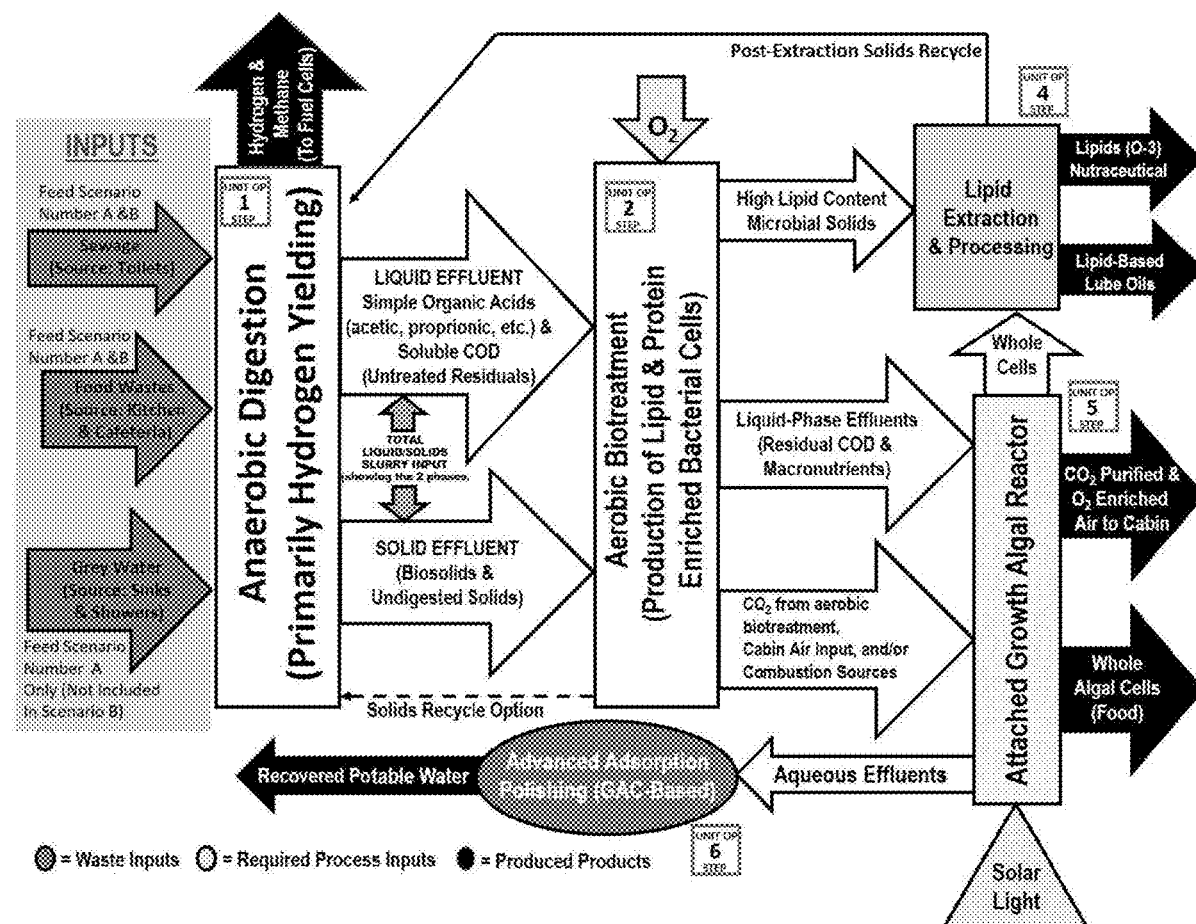 Post-Extraction Solids Recycle
Hydrogen &
Methane
(To Fuel Cells)
O2
UNIT OP
4
STEP
INPUTS
Feed Scenario
Number A &B
Sewage
(Source: Toilets)
Feed Scenario
Number A &B
Food Waster
(Source: Kitchen
& Cafeteria)
Grey Water
(Source: Sinks
& Showers)
Feed Scenario
Number A
Only (Not Included
In Scenario B)
UNIT OP
1
STEP
Anaerobic Digestion
(Primarily Hydrogen Yielding)
LIQUID EFFLUENT
Simple Organic Acids
(acetic, proprionic, etc.) &
Soluble COD
(Untreated Residuals)
TOTAL
LIQUID/SOLIDS
SLURRY INPUT
(showing the 2 phases,
SOLID EFFLUENT
(Biosolids &
Undigested Solids)
Solids Recycle Option
UNIT OP
2
STEP
Aerobic Biotreatment
(Production of Lipid & Protein
Enriched Bacterial Cells)
High Lipid Content
Microbial Solids
Lipid
Extraction
& Processing
Lipids (O-3)
Nutraceutical
Lipid-Based
Lube Oils
Whole
Cells
UNIT OP
5
STEP
Liquid-Phase Effluents
(Residual COD &
Macronutrients)
CO2 from aerobic
biotreatment,
Cabin Air Input, and/or
Combustion Sources
Attached Growth Algal Reactor
CO2 Purified &
O2 Enriched
Air to Cabin
Whole
Algal Cells
(Food)
Recovered Potable Water
Advanced Adsorption
Polishing (GAC-Based)
Aqueous Effluents
= Waste Inputs
= Required Process Inputs
= Produced Products
UNIT OP
6
STEP
Solar
Light